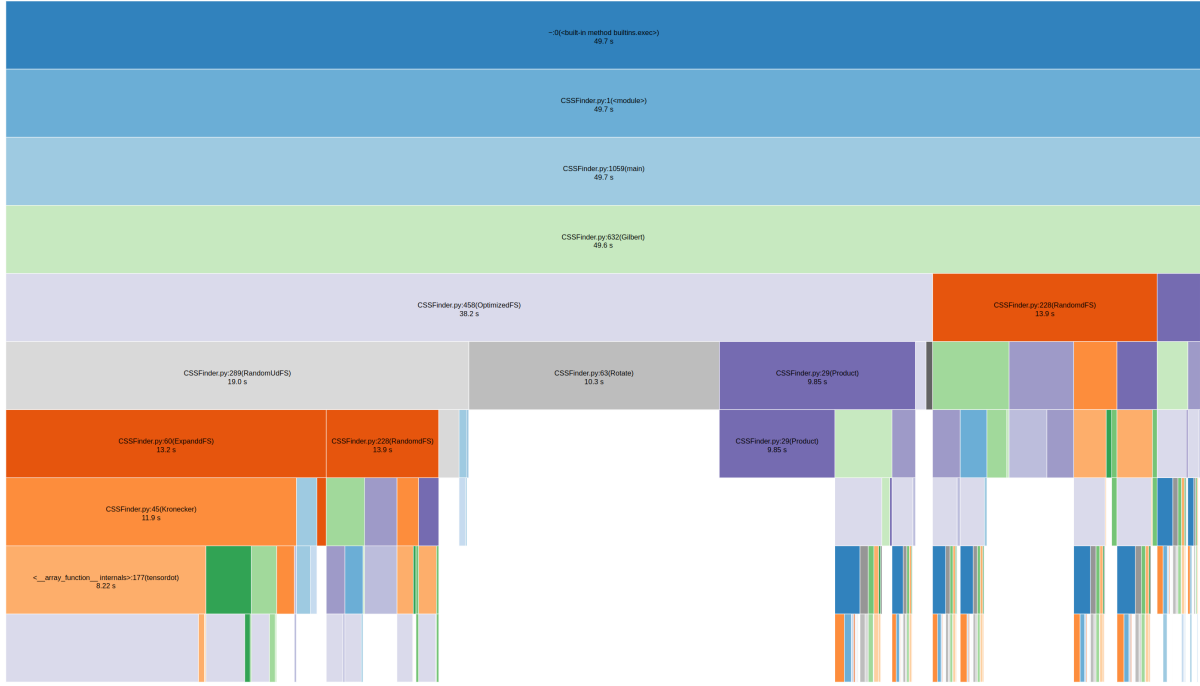 ~:0(<built-in method builtins.exec>)
49.7 s
CSSFinder.py:1(<module>)
49.7 s
CSSFinder.py:1059(main)
49.7 s
CSSFinder.py:632(Gilbert)
49.6 s
CSSFinder.py:458(OptimizedFS)
38.2 s
CSSFinder.py:228(RandomdFS)
13.9 s
CSSFinder.py:289(RandomUdFS)
19.0 s
CSSFinder.py:63(Rotate)
10.3 s
CSSFinder.py:29(Product)
9.85 s
CSSFinder.py:60(ExpanddFS)
13.2 s
CSSFinder.py:228(RandomdFS)
13.9 s
CSSFinder.py:29(Product)
9.85 s
CSSFinder.py:45(Kronecker)
11.9 s
<__array_function__ internals>:177(tensordot)
8.22 s